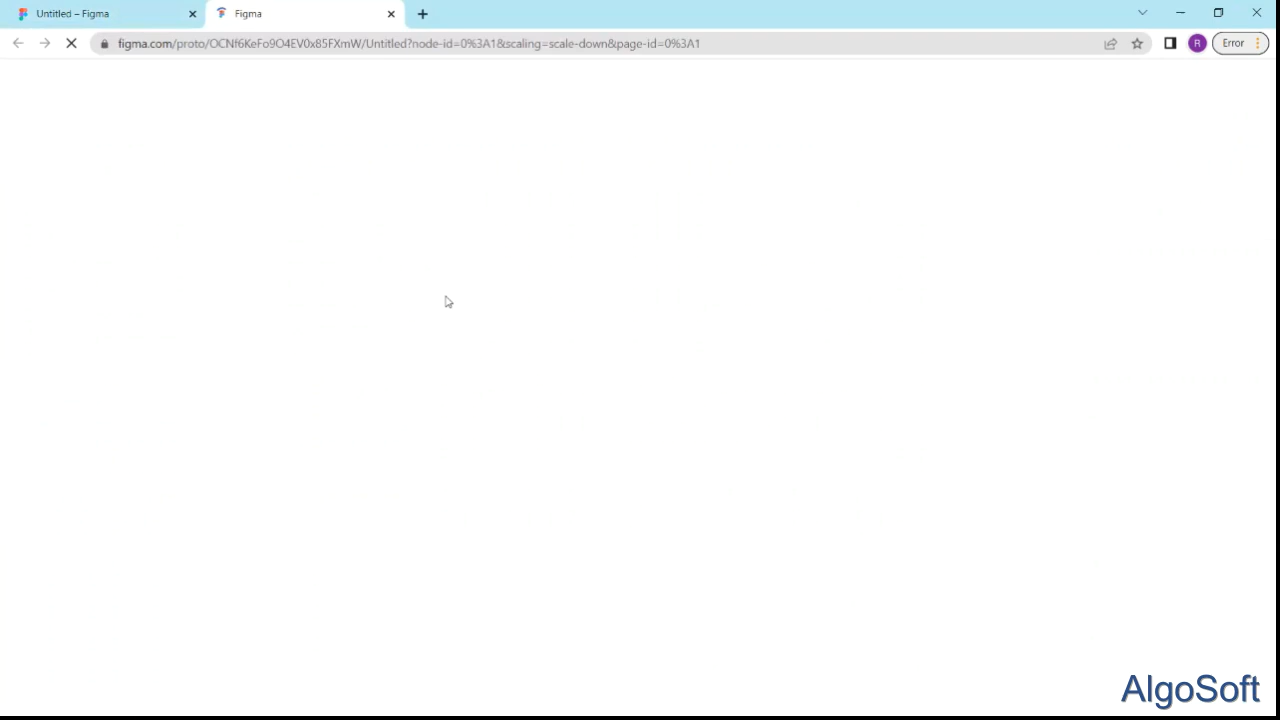 Untitled – Figma
Figma
figma.com/proto/OCNf6KeFo9O4EV0x85FXmW/Untitled?node-id=0%3A1&scaling=scale-down&page-id=0%3A1
R
Error
AlgoSoft